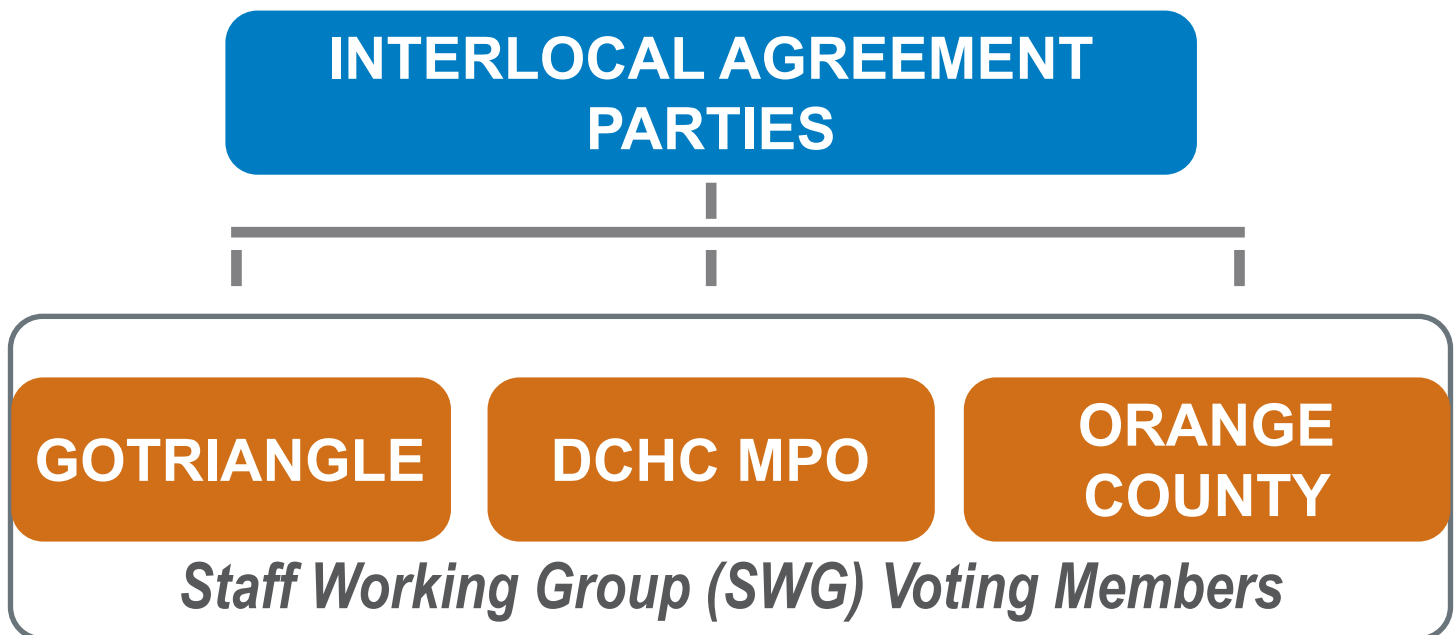 INTERLOCAL AGREEMENT
PARTIES
GOTRIANGLE
DCHC MPO
ORANGE
COUNTY
Staff Working Group (SWG) Voting Members